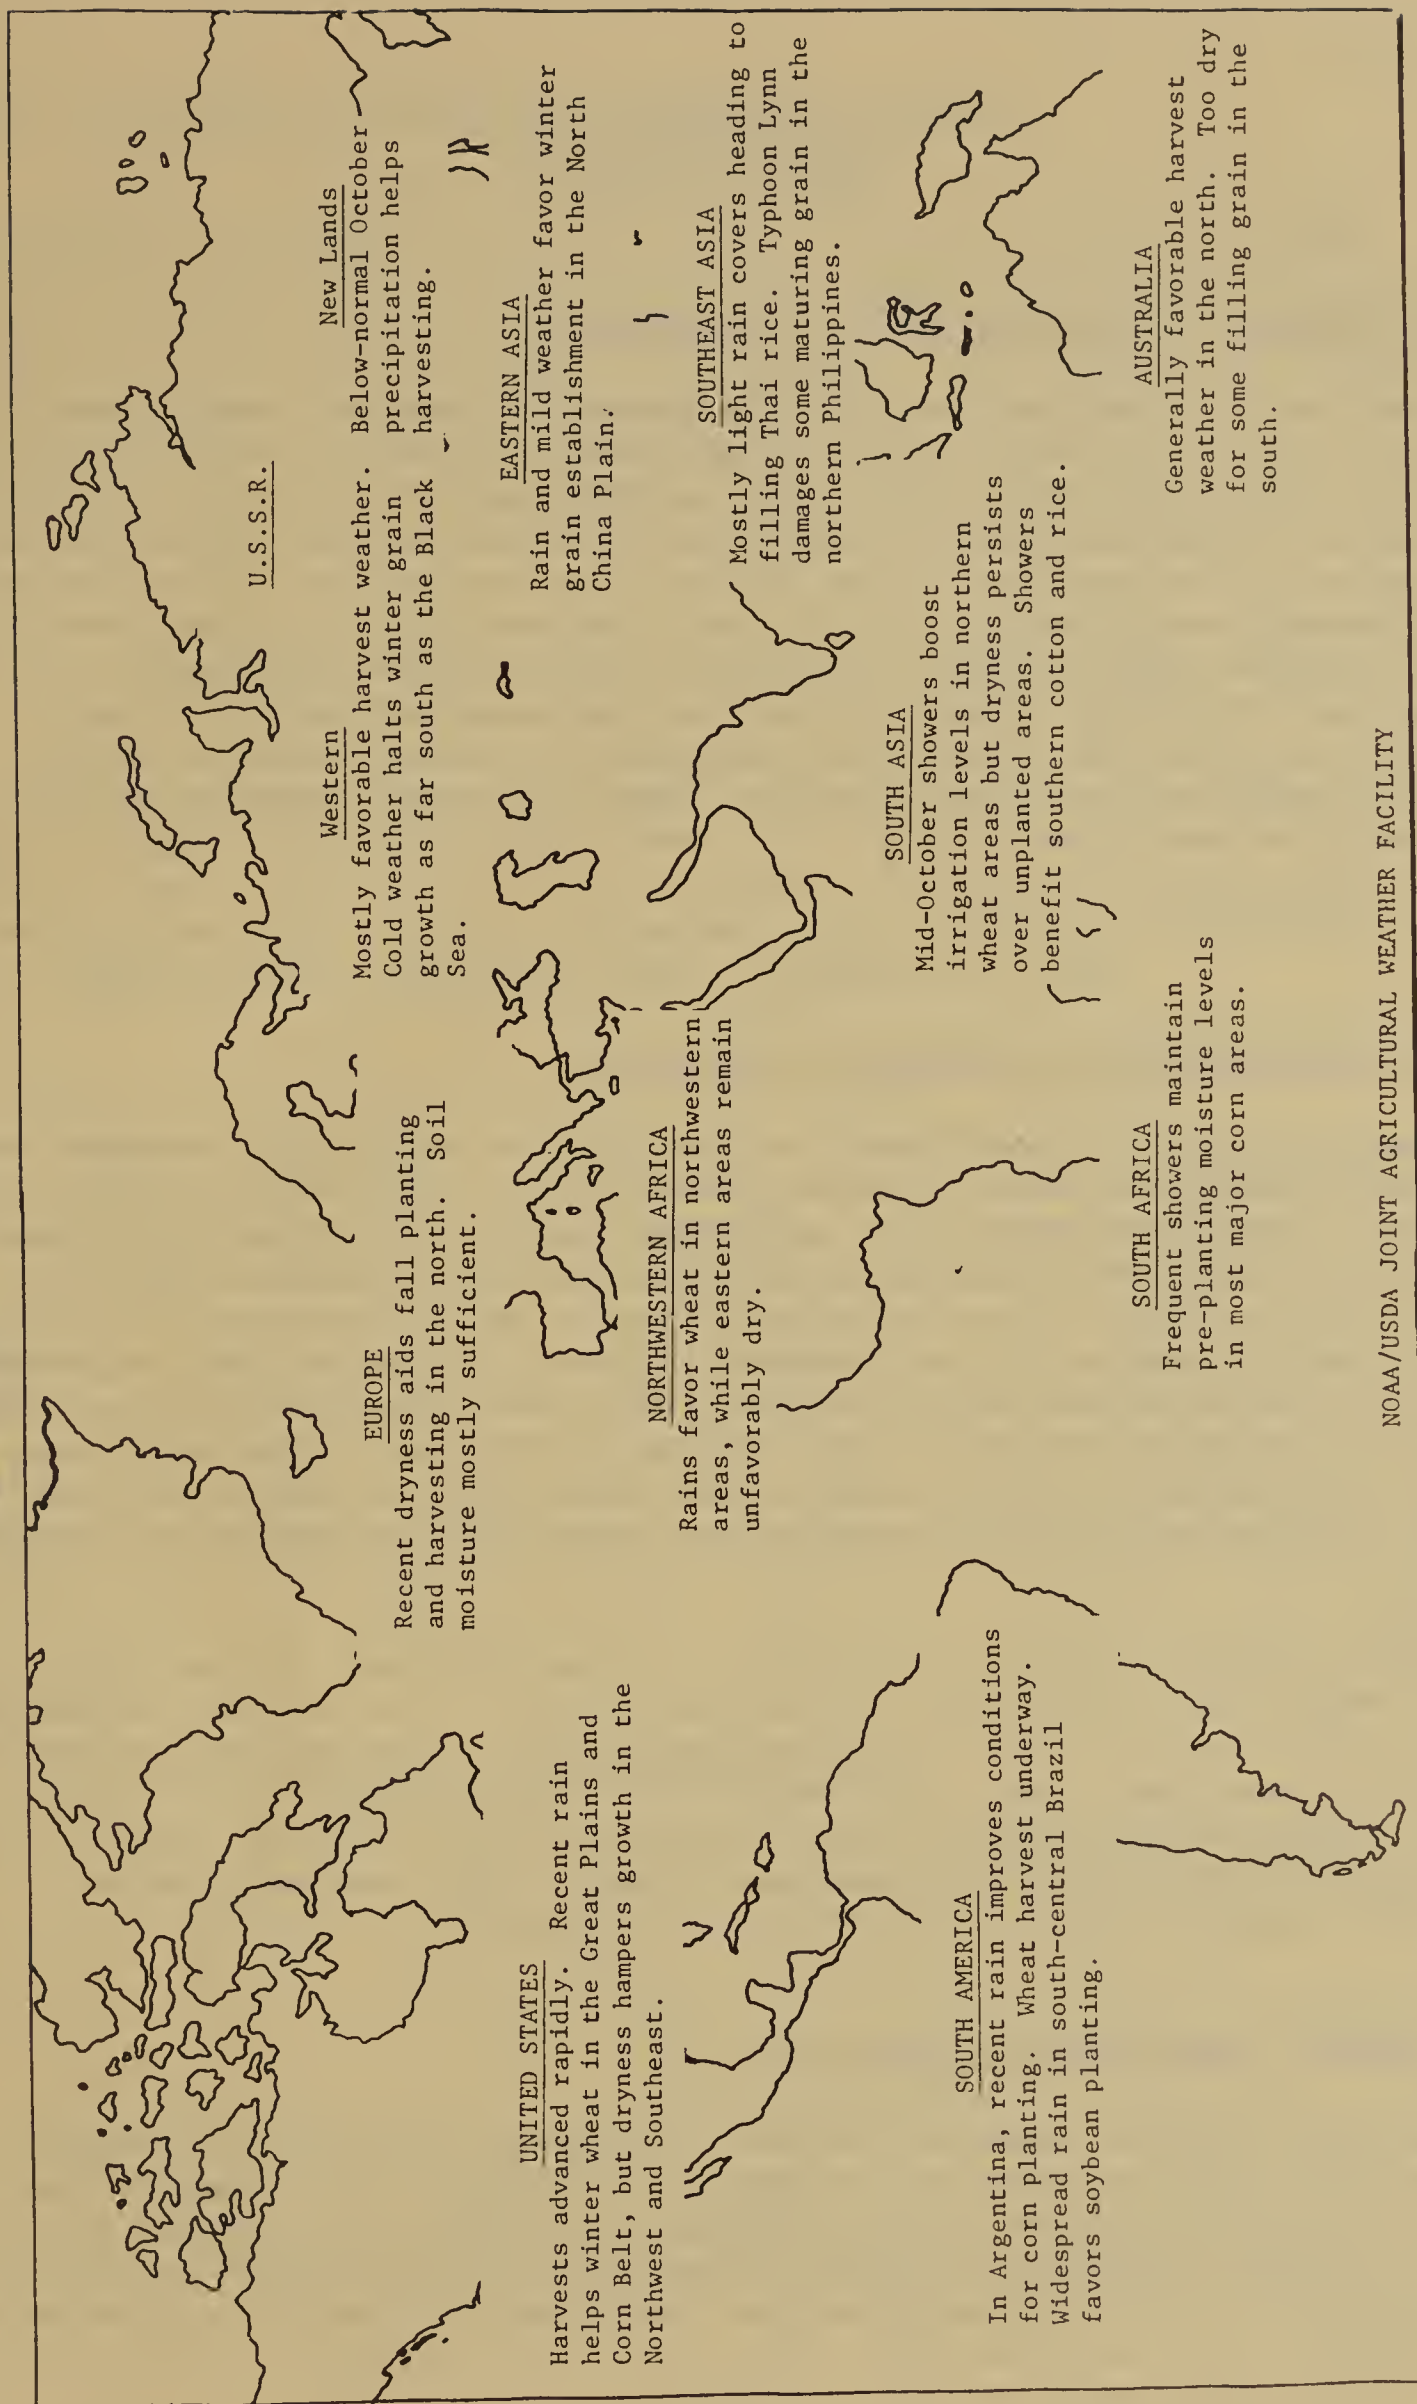 U.S.S.R.
Western
Mostly favorable harvest weather.
Cold weather halts winter grain
growth as far south as the Black
Sea.
New Lands
Below-normal October
precipitation helps
harvesting.
EUROPE
Recent dryness aids fall planting
and harvesting in the north.  Soil
moisture mostly sufficient.
EASTERN ASIA
Rain and mild weather favor winter
grain establishment in the North
China Plain.
UNITED STATES
Harvests advanced rapidly.  Recent rain
helps winter wheat in the Great Plains and
Corn Belt, but dryness hampers growth in the
Northwest and Southeast.
NORTHWESTERN AFRICA
Rains favor wheat in northwestern
areas, while eastern areas remain
unfavorably dry.
SOUTHEAST ASIA
Mostly light rain covers heading to
filling Thai rice.  Typhoon Lynn
damages some maturing grain in the
northern Philippines.
SOUTH ASIA
Mid-October showers boost
irrigation levels in northern
wheat areas but dryness persists
over unplanted areas.  Showers
benefit southern cotton and rice.
SOUTH AMERICA
In Argentina, recent rain improves conditions
for corn planting.  Wheat harvest underway.
Widespread rain in south-central Brazil
favors soybean planting.
SOUTH AFRICA
Frequent showers maintain
pre-planting moisture levels
in most major corn areas.
AUSTRALIA
Generally favorable harvest
weather in the north.  Too dry
for some filling grain in the
south.
NOAA/USDA JOINT AGRICULTURAL WEATHER FACILITY